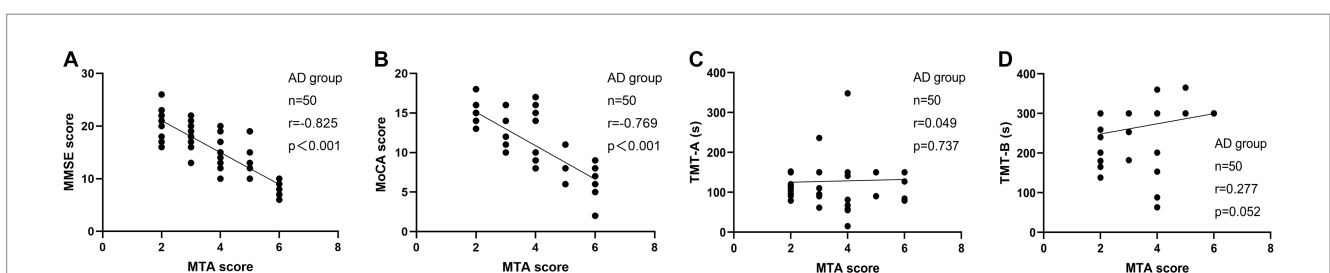 A
MMSE score
30
20
10
0
0
2
4
6
8
MTA score
AD group
n=50
r=-0.825
p<0.001
B
MoCA score
20
15
10
5
0
0
2
4
6
8
MTA score
AD group
n=50
r=-0.769
p<0.001
C
TMT-A (s)
400
300
200
100
0
0
2
4
6
8
MTA score
AD group
n=50
r=0.049
p=0.737
D
TMT-B (s)
400
300
200
100
0
0
2
4
6
8
MTA score
AD group
n=50
r=0.277
p=0.052